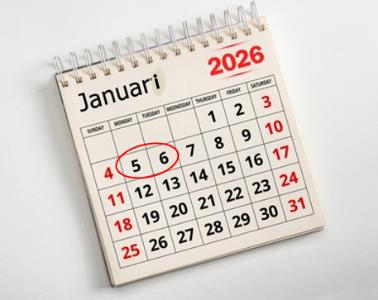 Januari 2026
SUNDAY MONDAY TUESDAY WEDNESDAY THURSDAY FRIDAY SATURDAY
1 2 3
4 5 6 7 8 9 10
11 12 13 14 15 16 17
18 19 20 21 22 23 24
25 26 27 28 29 30 31